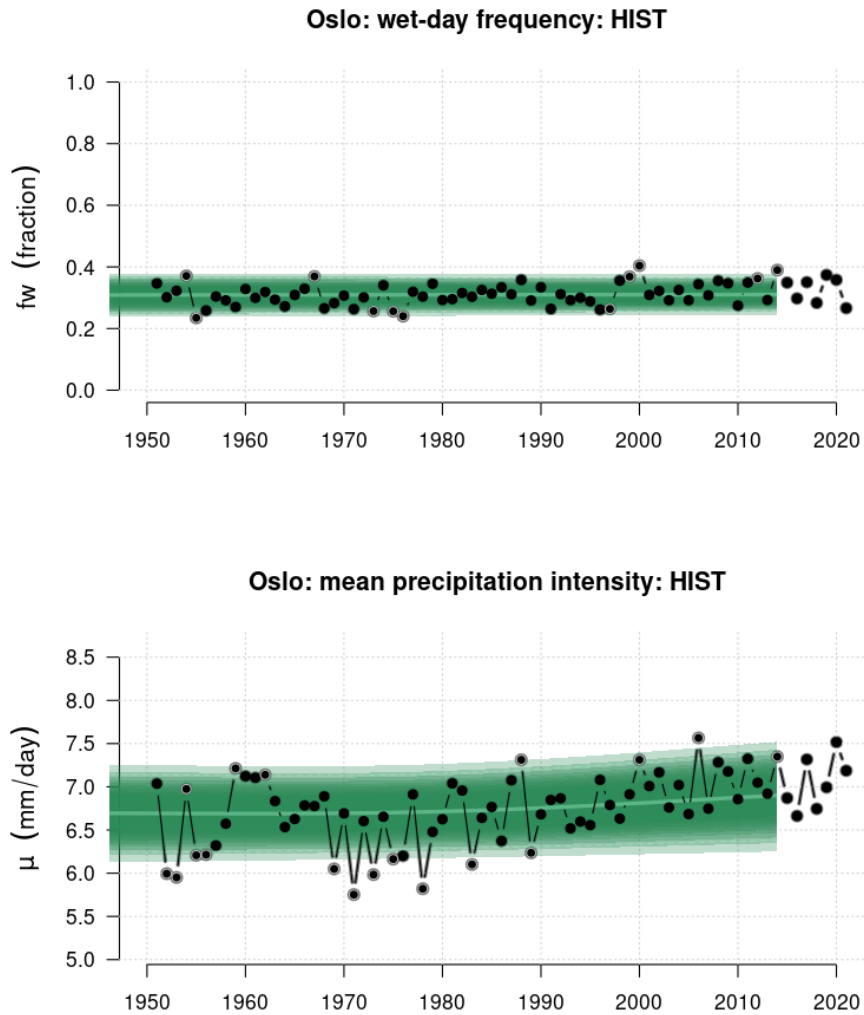 Oslo: wet-day frequency: HIST
1.0
0.8
0.6
0.4
0.2
0.0
fw (fraction)
1950 1960 1970 1980 1990 2000 2010 2020
Oslo: mean precipitation intensity: HIST
8.5
8.0
7.5
7.0
6.5
6.0
5.5
5.0
μ (mm/day)
1950 1960 1970 1980 1990 2000 2010 2020